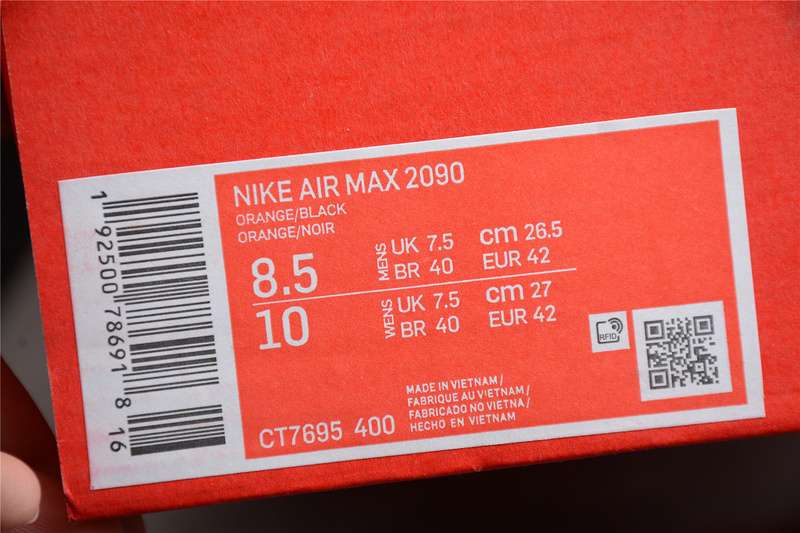 NIKE AIR MAX 2090
ORANGE/BLACK
ORANGE/NOIR
8.5
MENS
UK 7.5 cm 26.5
BR 40 EUR 42
10
WENS
UK 7.5 cm 27
BR 40 EUR 42
RFID
MADE IN VIETNAM /
FABRIQUE AU VIETNAM /
FABRICADO NO VIETNA /
HECHO EN VIETNAM
CT7695 400
1 92500 78691 8 16